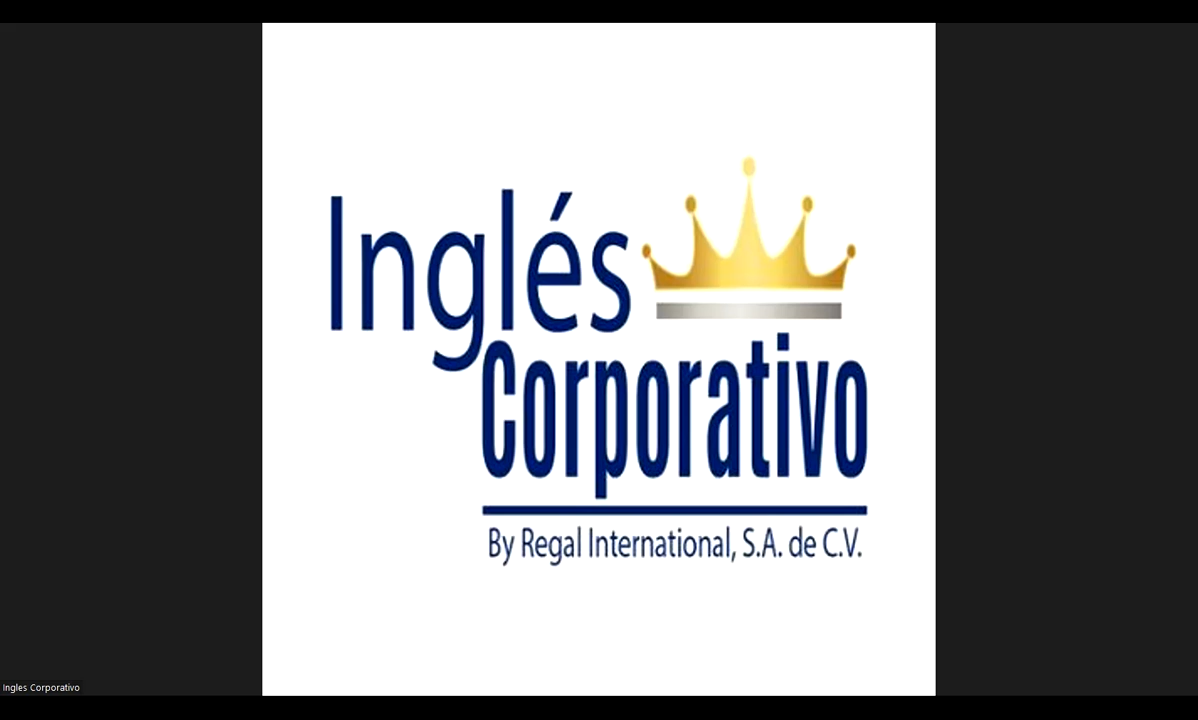 Inglés
Corporativo
By Regal International, S.A. de C.V.
Ingles Corporativo